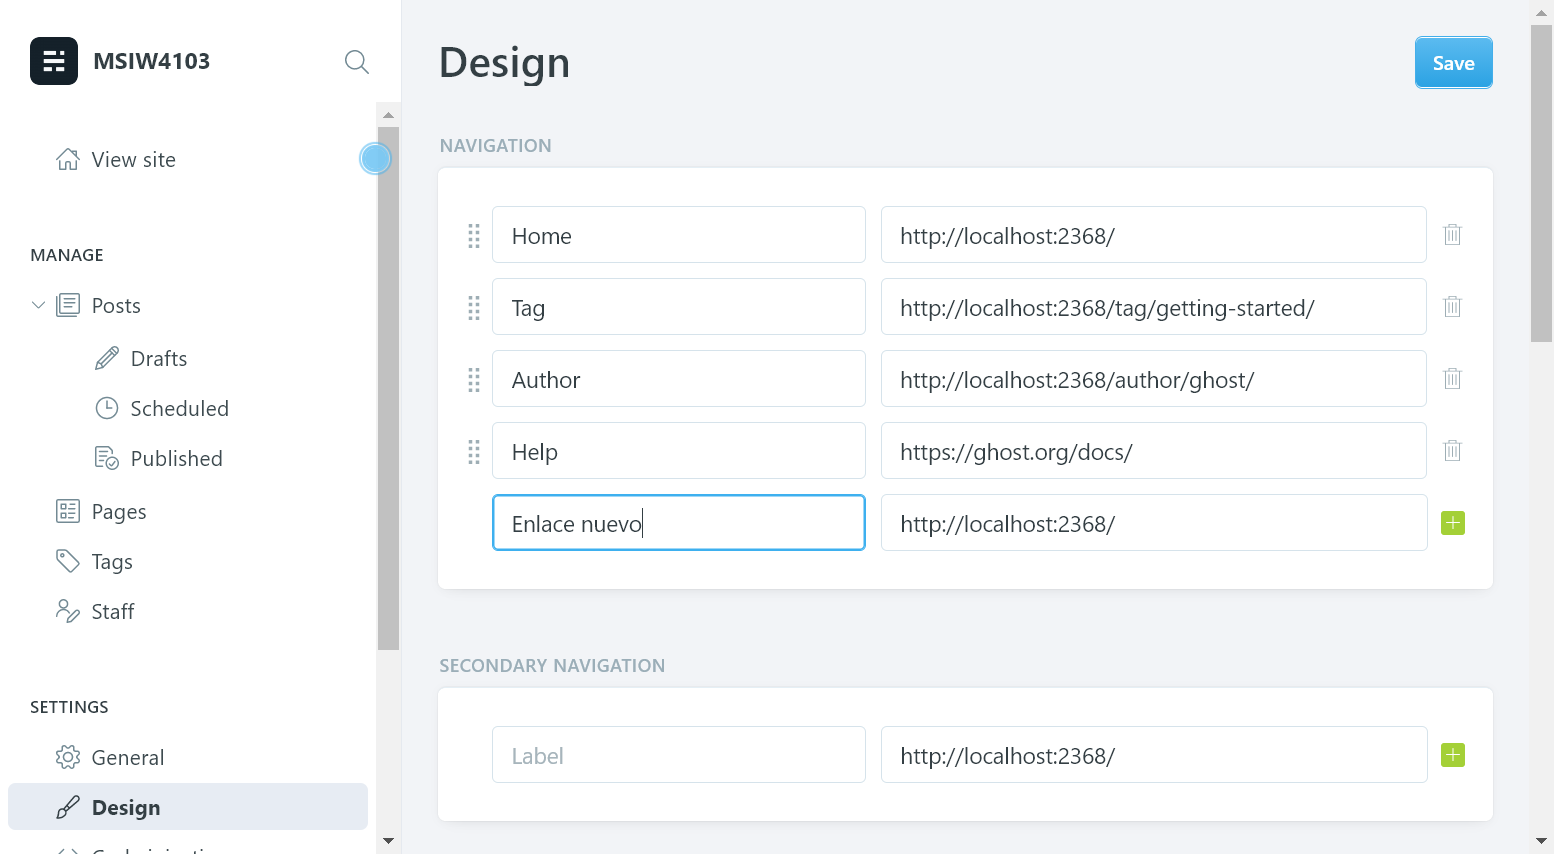 MSIW4103
View site
MANAGE
Posts
Drafts
Scheduled
Published
Pages
Tags
Staff
SETTINGS
General
Design
Design
Save
NAVIGATION
Home http://localhost:2368/
Tag http://localhost:2368/tag/getting-started/
Author http://localhost:2368/author/ghost/
Help https://ghost.org/docs/
Enlace nuevo http://localhost:2368/
SECONDARY NAVIGATION
Label http://localhost:2368/